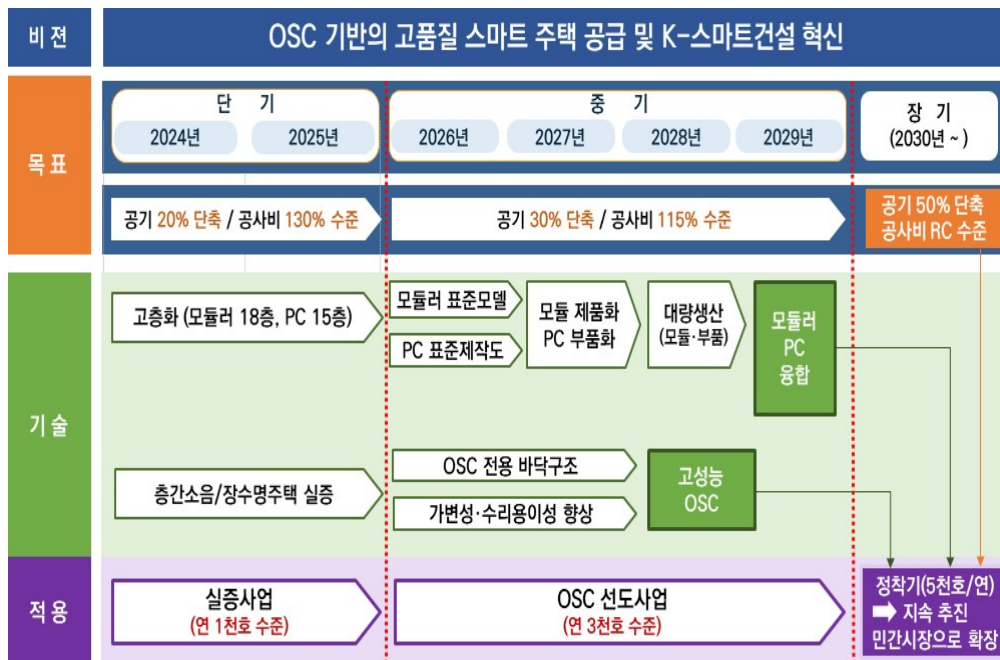 비 젼
OSC 기반의 고품질 스마트 주택 공급 및 K-스마트건설 혁신
목 표
단 기
2024년
2025년
중 기
2026년
2027년
2028년
2029년
장 기
(2030년 ~ )
공기 20% 단축 / 공사비 130% 수준
공기 30% 단축 / 공사비 115% 수준
공기 50% 단축
공사비 RC 수준
기 술
고층화 (모듈러 18층, PC 15층)
모듈러 표준모델
PC 표준제작도
모듈 제품화
PC 부품화
대량생산
(모듈·부품)
모듈러
PC
융합
층간소음/장수명주택 실증
OSC 전용 바닥구조
가변성·수리용이성 향상
고성능
OSC
적 용
실증사업
(연 1천호 수준)
OSC 선도사업
(연 3천호 수준)
정착기(5천호/연)
➡ 지속 추진
민간시장으로 확장